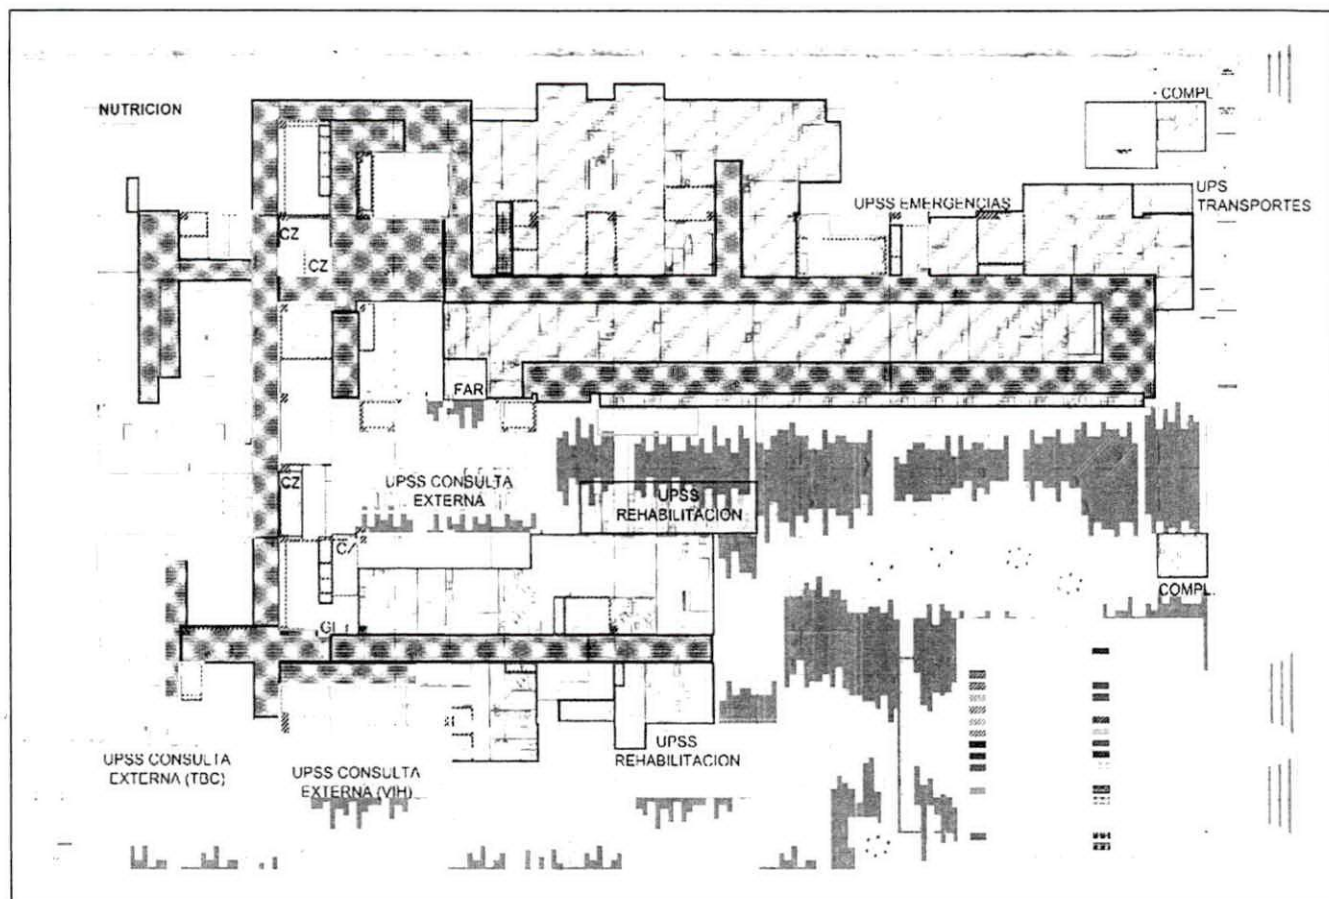 COMPL
NUTRICION
UPS
TRANSPORTES
UPSS EMERGENCIAS
CZ
CZ
FAR
CZ
UPSS CONSULTA
EXTERNA
UPSS
REHABILITACION
COMPL.
UPSS
REHABILITACION
UPSS CONSULTA
EXTERNA (TBC)
UPSS CONSULTA
EXTERNA (VIH)